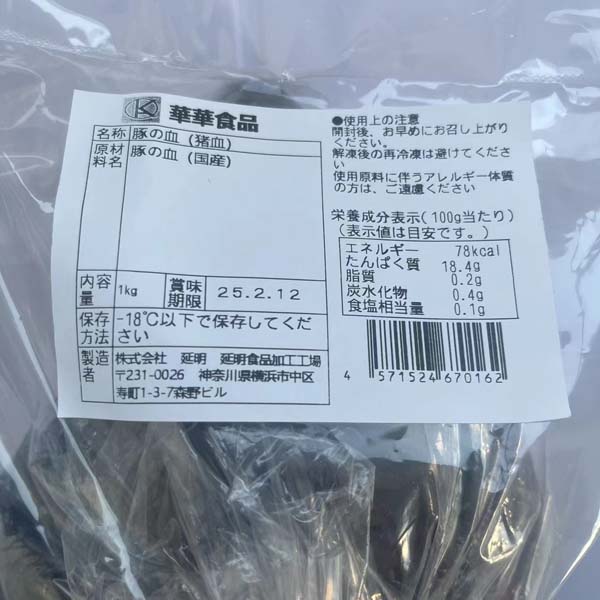 華華食品
名称 豚の血 (猪血)
原材料名 豚の血 (国産)
内容量 1kg 賞味期限 25.2.12
保存方法 -18℃以下で保存してください
製造者 株式会社 延明 延明食品加工工場
〒231-0026 神奈川県横浜市中区
寿町1-3-7森野ビル
●使用上の注意
開封後、お早めにお召し上がり
ください。
解凍後の再冷凍は避けてくださ
い
使用原料に伴うアレルギー体質
の方は、ご遠慮ください
栄養成分表示(100g当たり)
(表示値は目安です。)
エネルギー 78kcal
たんぱく質 18.4g
脂質 0.2g
炭水化物 0.4g
食塩相当量 0.1g
4 571524 670162